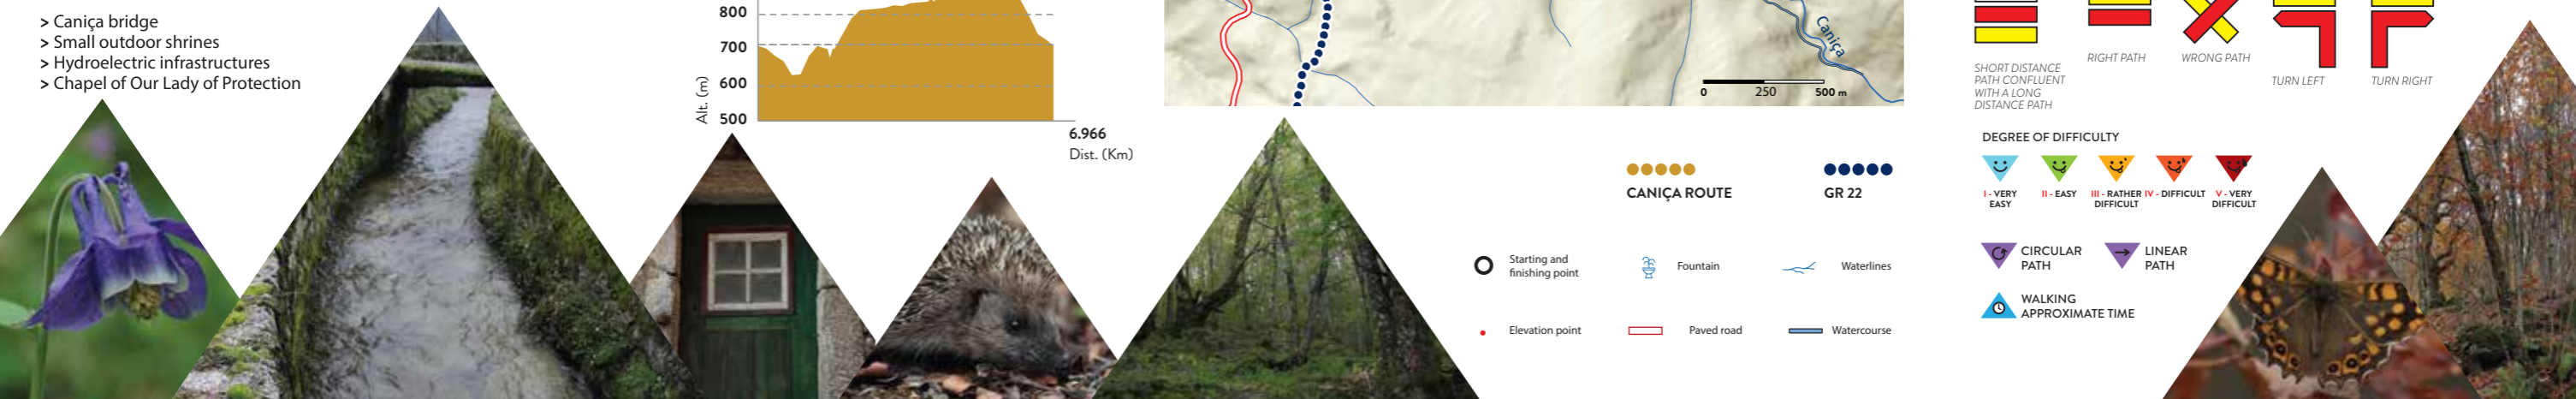 > Caniça bridge
> Small outdoor shrines
> Hydroelectric infrastructures
> Chapel of Our Lady of Protection
800
700
600
500
Alt. (m)
6.966
Dist. (Km)
Caniça
0 250 500 m
CANIÇA ROUTE
GR 22
Starting and
finishing point
Fountain
Waterlines
Elevation point
Paved road
Watercourse
SHORT DISTANCE
PATH CONFLUENT
WITH A LONG
DISTANCE PATH
RIGHT PATH
WRONG PATH
TURN LEFT
TURN RIGHT
DEGREE OF DIFFICULTY
I - VERY
EASY
II - EASY
III - RATHER
DIFFICULT
IV - DIFFICULT
V - VERY
DIFFICULT
CIRCULAR
PATH
LINEAR
PATH
WALKING
APPROXIMATE TIME